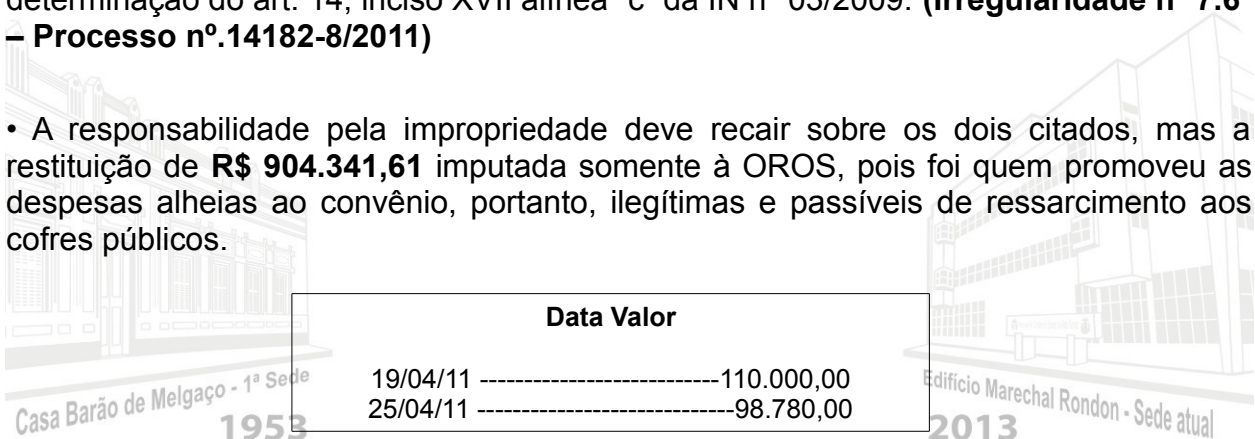 determinação do art. 14, inciso XVII alínea "c" da IN nº 03/2009. (Irregularidade nº 7.6
– Processo nº.14182-8/2011)
• A responsabilidade pela impropriedade deve recair sobre os dois citados, mas a
restituição de R$ 904.341,61 imputada somente à OROS, pois foi quem promoveu as
despesas alheias ao convênio, portanto, ilegítimas e passíveis de ressarcimento aos
cofres públicos.
Data Valor
19/04/11 ---------------------------110.000,00
25/04/11 -----------------------------98.780,00
Casa Barão de Melgaço - 1ª Sede
1953
Edifício Marechal Rondon - Sede atual
2013